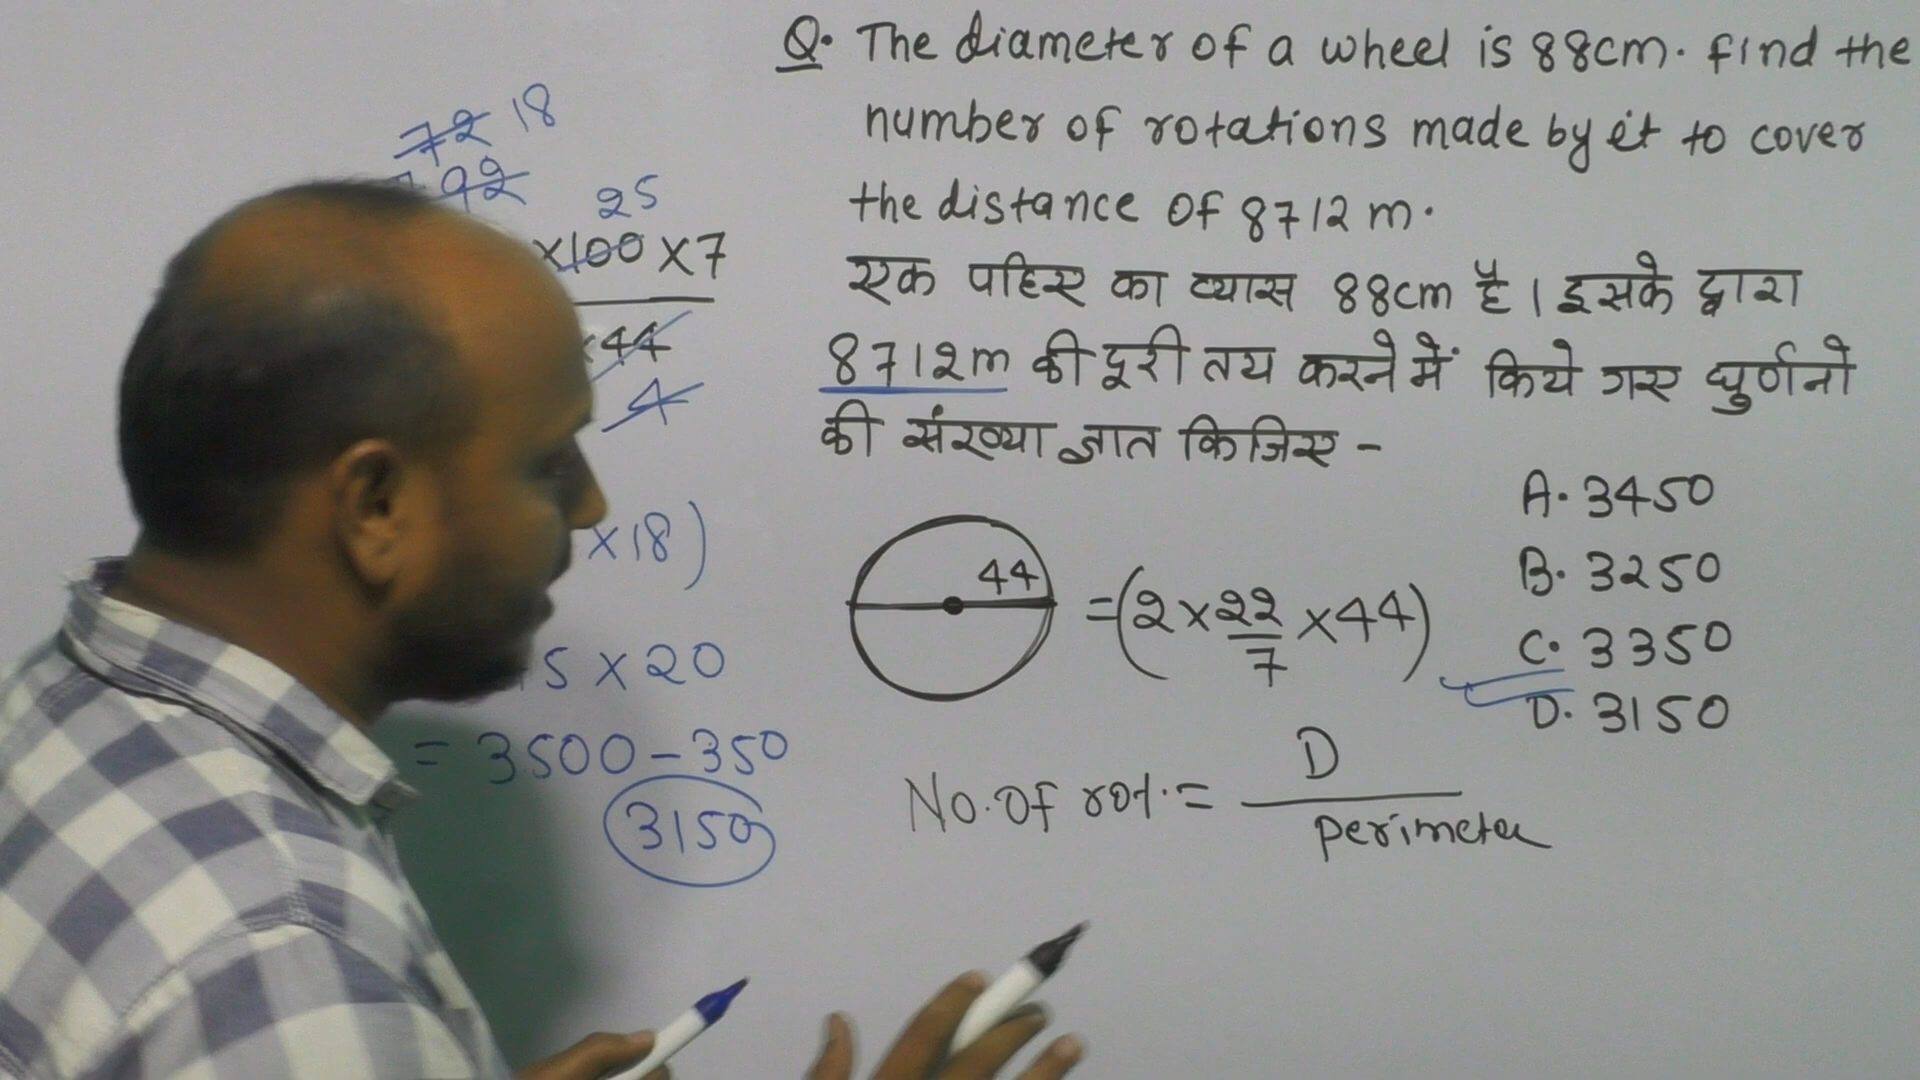 Q. The diameter of a wheel is 88cm. find the
number of rotations made by it to cover
the distance of 8712 m.
एक पहिए का व्यास 88cm है। इसके द्वारा
8712m की दूरी तय करने में किये गए घुर्णनो
की संख्या ज्ञात किजिए -
A. 3450
B. 3250
C. 3350
D. 3150
44
=(2×22/7×44)
No. of rot. = D
perimeter
72 18
92
25
×100×7
×44
4
×18)
5×20
= 3500-350
3150